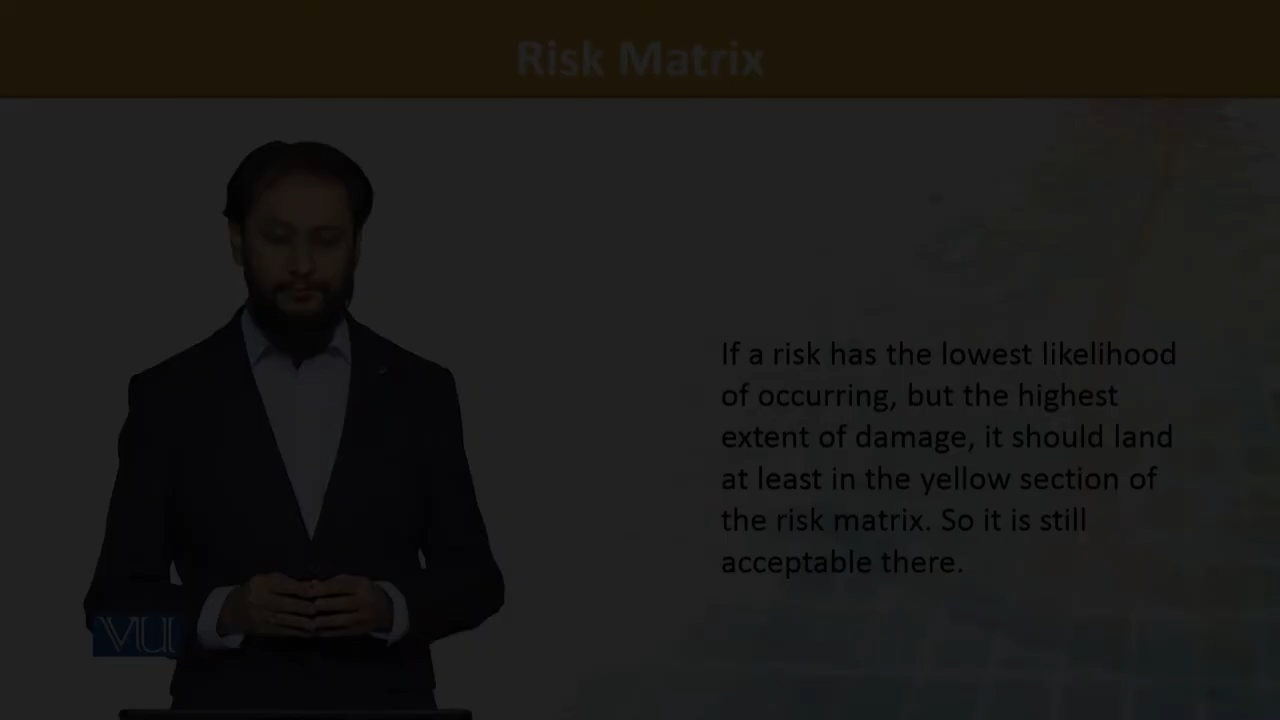 Risk Matrix
If a risk has the lowest likelihood
of occurring, but the highest
extent of damage, it should land
at least in the yellow section of
the risk matrix. So it is still
acceptable there.
VU